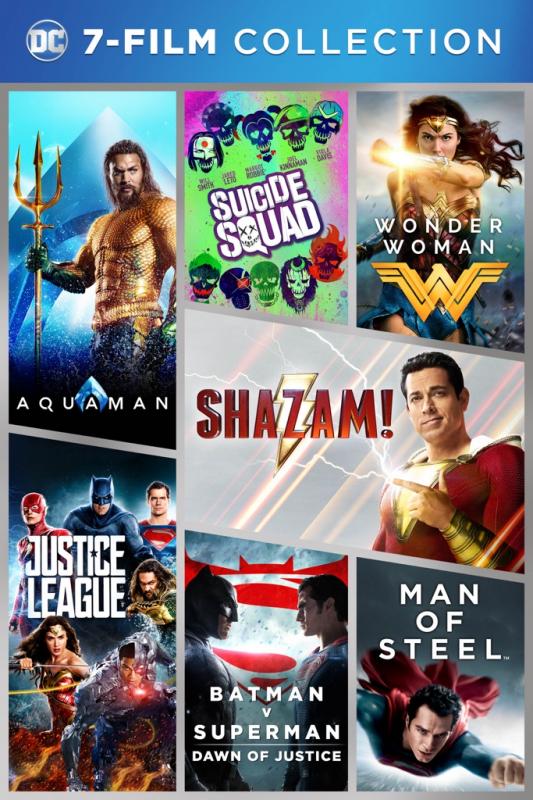 DC 7-FILM COLLECTION
WILL SMITH JARED LETO MARGOT ROBBIE JOEL KINNAMAN VIOLA DAVIS
SUICIDE
SQUAD
WONDER
WOMAN
AQUAMAN
SHAZAM!
JUSTICE
LEAGUE
BATMAN
V
SUPERMAN
DAWN OF JUSTICE
MAN
OF
STEEL